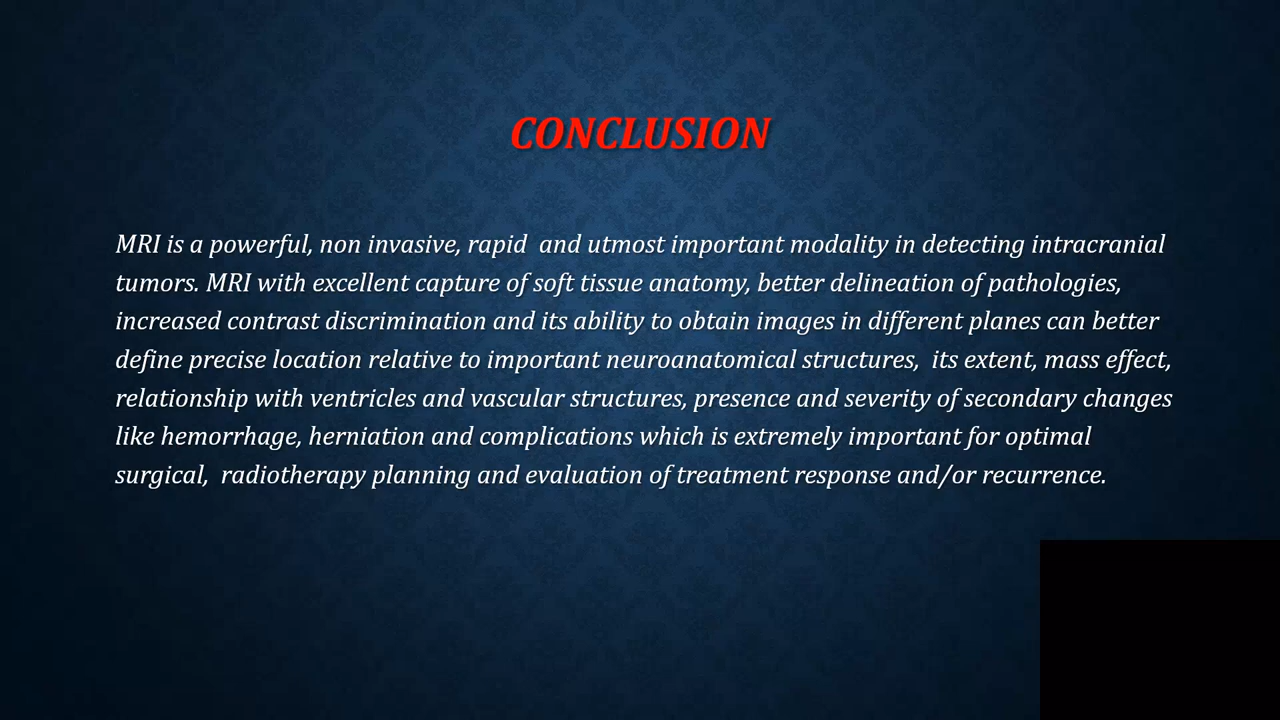 CONCLUSION
MRI is a powerful, non invasive, rapid  and utmost important modality in detecting intracranial
tumors. MRI with excellent capture of soft tissue anatomy, better delineation of pathologies,
increased contrast discrimination and its ability to obtain images in different planes can better
define precise location relative to important neuroanatomical structures,  its extent, mass effect,
relationship with ventricles and vascular structures, presence and severity of secondary changes
like hemorrhage, herniation and complications which is extremely important for optimal
surgical,  radiotherapy planning and evaluation of treatment response and/or recurrence.